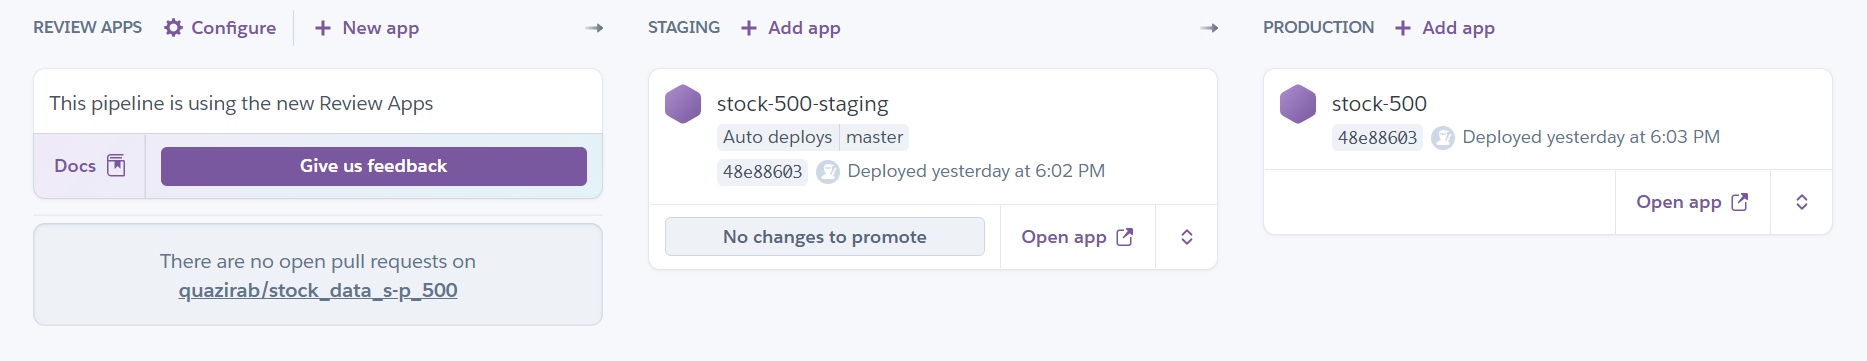 REVIEW APPS Configure + New app
This pipeline is using the new Review Apps
Docs Give us feedback
There are no open pull requests on
quazirab/stock_data_s-p_500
STAGING + Add app
stock-500-staging
Auto deploys master
48e88603 Deployed yesterday at 6:02 PM
No changes to promote Open app
PRODUCTION + Add app
stock-500
48e88603 Deployed yesterday at 6:03 PM
Open app